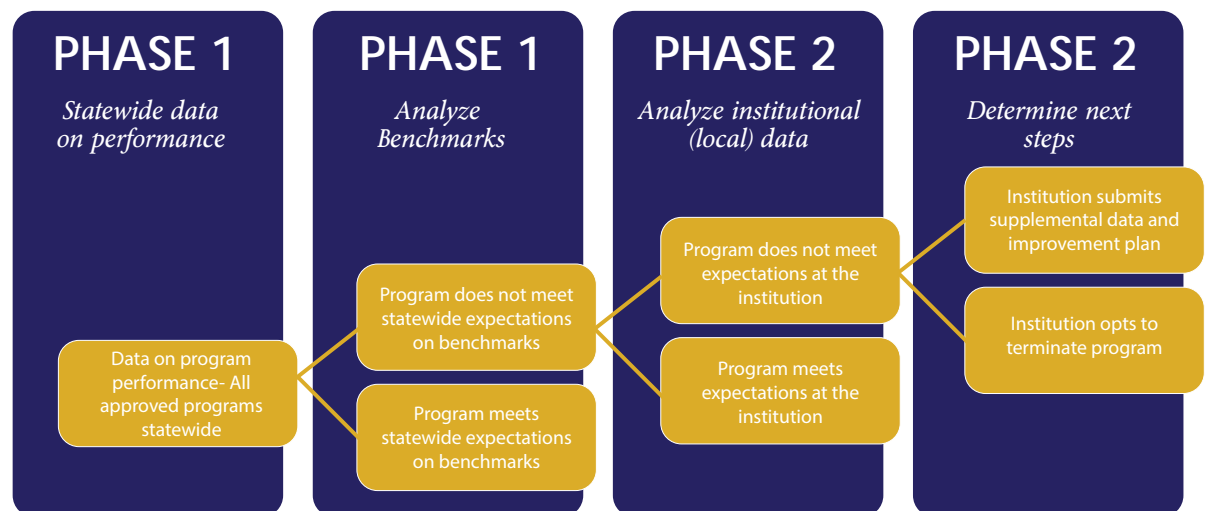 PHASE 1
Statewide data
on performance
Data on program
performance- All
approved programs
statewide
PHASE 1
Analyze
Benchmarks
Program does not meet
statewide expectations
on benchmarks
Program meets
statewide expectations
on benchmarks
PHASE 2
Analyze institutional
(local) data
Program does not meet
expectations at the
institution
Program meets
expectations at the
institution
PHASE 2
Determine next
steps
Institution submits
supplemental data and
improvement plan
Institution opts to
terminate program